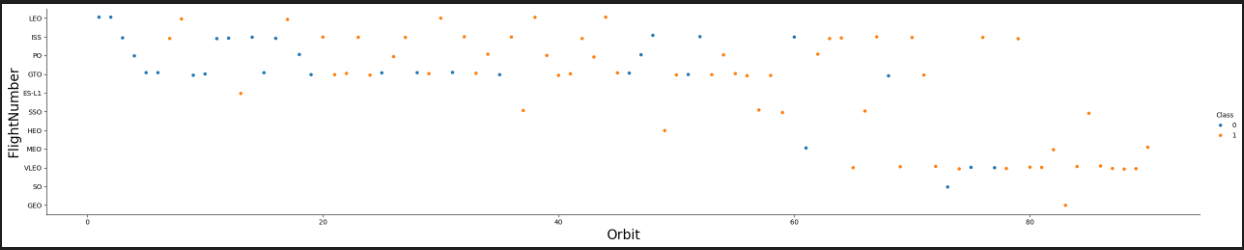 FlightNumber
LEO
ISS
PO
GTO
ES-L1
SSO
HEO
MEO
VLEO
SO
GEO
0
20
40
60
80
Orbit
Class
0
1